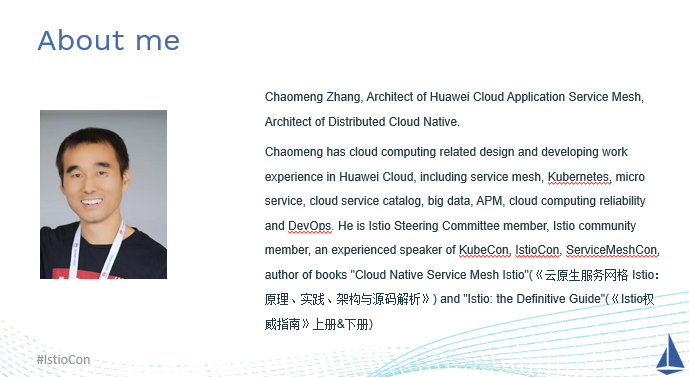 About me
Chaomeng Zhang, Architect of Huawei Cloud Application Service Mesh,
Architect of Distributed Cloud Native.
Chaomeng has cloud computing related design and developing work
experience in Huawei Cloud, including service mesh, Kubernetes, micro
service, cloud service catalog, big data, APM, cloud computing reliability
and DevOps. He is Istio Steering Committee member, Istio community
member, an experienced speaker of KubeCon, IstioCon, ServiceMeshCon,
author of books "Cloud Native Service Mesh Istio"(《云原生服务网格 Istio：
原理、实践、架构与源码解析》) and "Istio: the Definitive Guide"(《Istio权
威指南》上册&下册)
#IstioCon